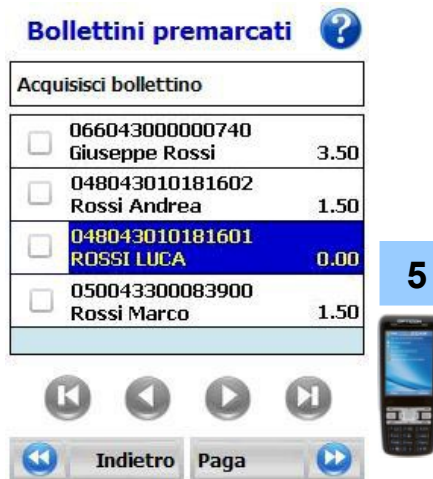 Bollettini premarcati ?
Acquisisci bollettino
066043000000740
Giuseppe Rossi 3.50
048043010181602
Rossi Andrea 1.50
048043010181601
ROSSI LUCA 0.00
050043300083900
Rossi Marco 1.50
5
Indietro Paga